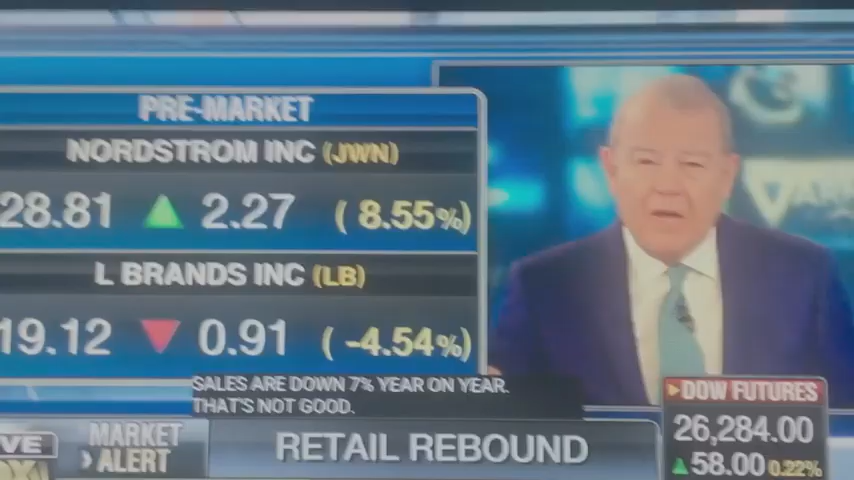 PRE-MARKET
NORDSTROM INC (JWN)
28.81 ▲ 2.27 ( 8.55%)
L BRANDS INC (LB)
19.12 ▼ 0.91 ( -4.54%)
SALES ARE DOWN 7% YEAR ON YEAR.
THAT'S NOT GOOD.
MARKET
ALERT
RETAIL REBOUND
DOW FUTURES
26,284.00
▲58.00 0.22%